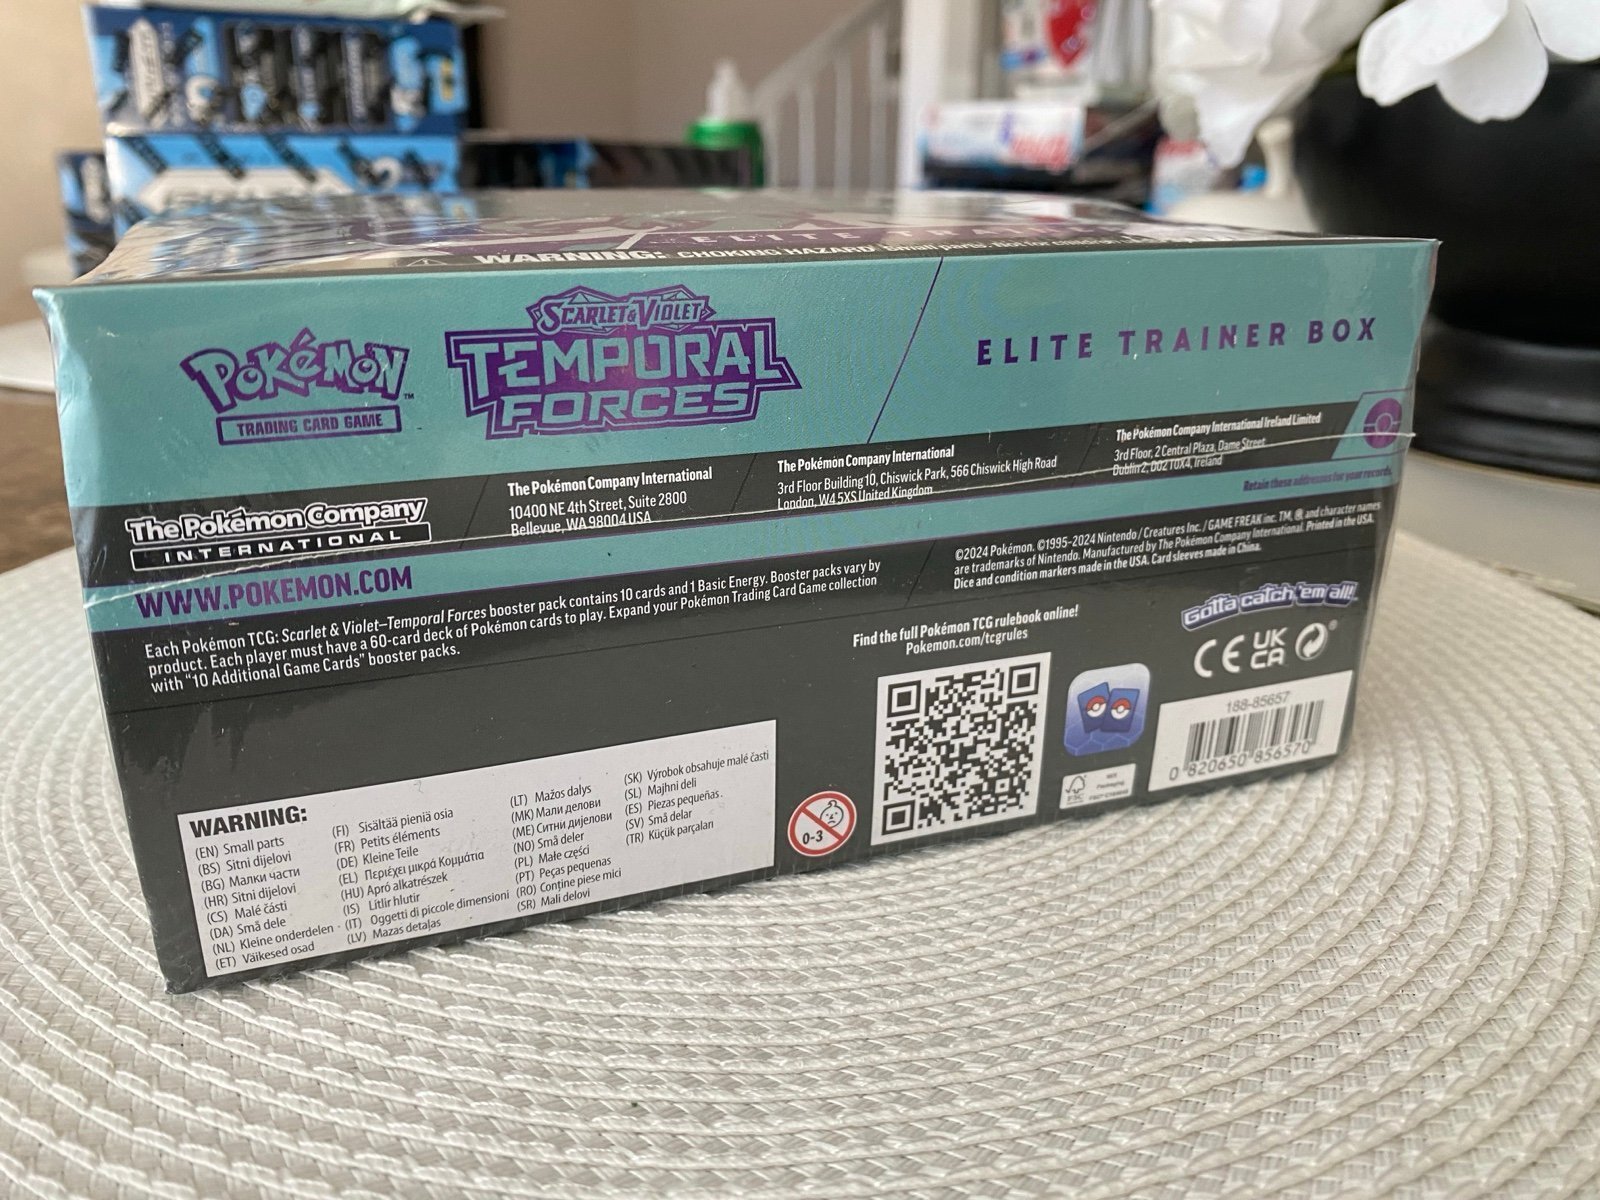 ELITE TRAINER
WARNING: CHOKING HAZARD-Small parts. Not for children
Pokémon™
TRADING CARD GAME
SCARLET & VIOLET
TEMPORAL
FORCES
ELITE TRAINER BOX
The Pokémon Company
INTERNATIONAL
The Pokémon Company International
10400 NE 4th Street, Suite 2800
Bellevue, WA 98004 USA
The Pokémon Company International
3rd Floor Building 10, Chiswick Park, 566 Chiswick High Road
London, W4 5XS United Kingdom
The Pokémon Company International Ireland Limited
3rd Floor, 2 Central Plaza, Dame Street
Dublin 2, D02 T0X4, Ireland
Retain these addresses for your records.
WWW.POKEMON.COM
Each Pokémon TCG: Scarlet & Violet—Temporal Forces booster pack contains 10 cards and 1 Basic Energy. Booster packs vary by
product. Each player must have a 60-card deck of Pokémon cards to play. Expand your Pokémon Trading Card Game collection
with "10 Additional Game Cards" booster packs.
©2024 Pokémon. ©1995-2024 Nintendo / Creatures Inc. / GAME FREAK inc. TM, ®, and character names
are trademarks of Nintendo. Manufactured by The Pokémon Company International. Printed in the USA.
Dice and condition markers made in the USA. Card sleeves made in China.
Find the full Pokémon TCG rulebook online!
Pokemon.com/tcgrules
Gotta catch 'em all!
CE
UK
CA
188-85657
0 820650 856570
FSC
MIX
Packaging
0-3
WARNING:
(EN) Small parts
(BS) Sitni dijelovi
(BG) Малки части
(HR) Sitni dijelovi
(CS) Malé části
(DA) Små dele
(NL) Kleine onderdelen
(ET) Väikesed osad
(FI) Sisältää pieniä osia
(FR) Petits éléments
(DE) Kleine Teile
(EL) Περιέχει μικρά Κομμάτια
(HU) Apró alkatrészek
(IS) Litlir hlutir
(IT) Oggetti di piccole dimensioni
(LV) Mazas detaļas
(LT) Mažos dalys
(MK) Мали делови
(ME) Ситни дијелови
(NO) Små deler
(PL) Małe części
(PT) Peças pequenas
(RO) Conține piese mici
(SR) Mali delovi
(SK) Výrobok obsahuje malé časti
(SL) Majhni deli
(ES) Piezas pequeñas.
(SV) Små delar
(TR) Küçük parçaları